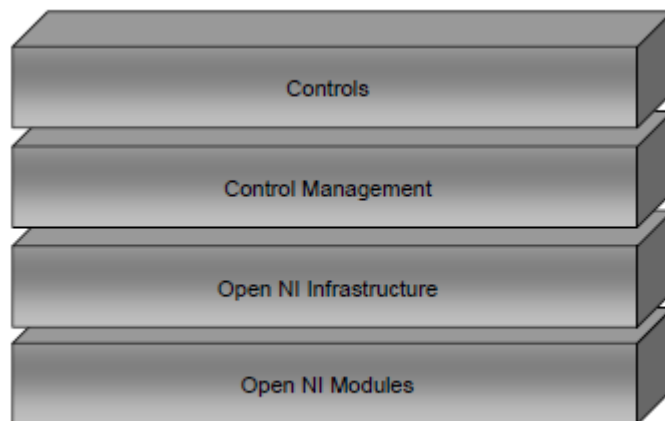 Controls
Control Management
Open NI Infrastructure
Open NI Modules